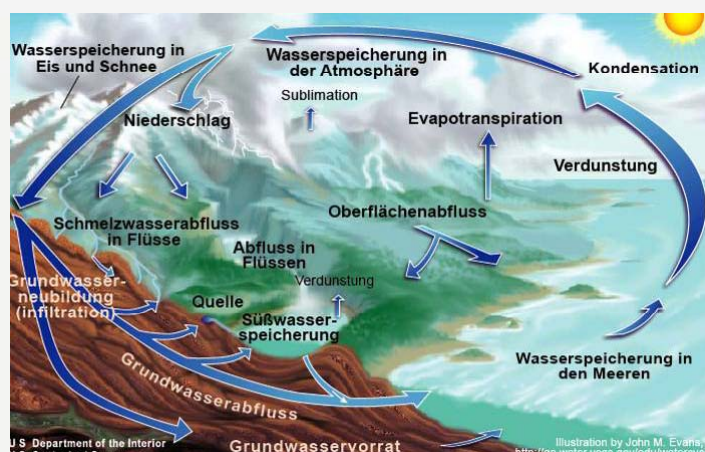 Wasserspeicherung in
Eis und Schnee
Wasserspeicherung in
der Atmosphäre
Kondensation
Sublimation
Niederschlag
Evapotranspiration
Verdunstung
Oberflächenabfluss
Schmelzwasserabfluss
in Flüsse
Abfluss in
Flüssen
Verdunstung
Grundwasser-
neubildung
(infiltration)
Quelle
Süßwasser-
speicherung
Wasserspeicherung in
den Meeren
Grundwasserabfluss
Grundwasservorrat
U S Department of the Interior
Illustration by John M. Evans,